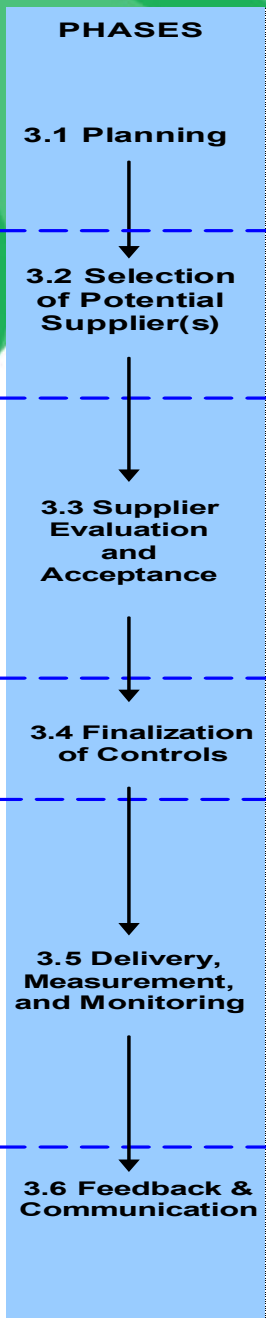 PHASES
3.1 Planning
3.2 Selection
of Potential
Supplier(s)
3.3 Supplier
Evaluation
and
Acceptance
3.4 Finalization
of Controls
3.5 Delivery,
Measurement,
and Monitoring
3.6 Feedback &
Communication